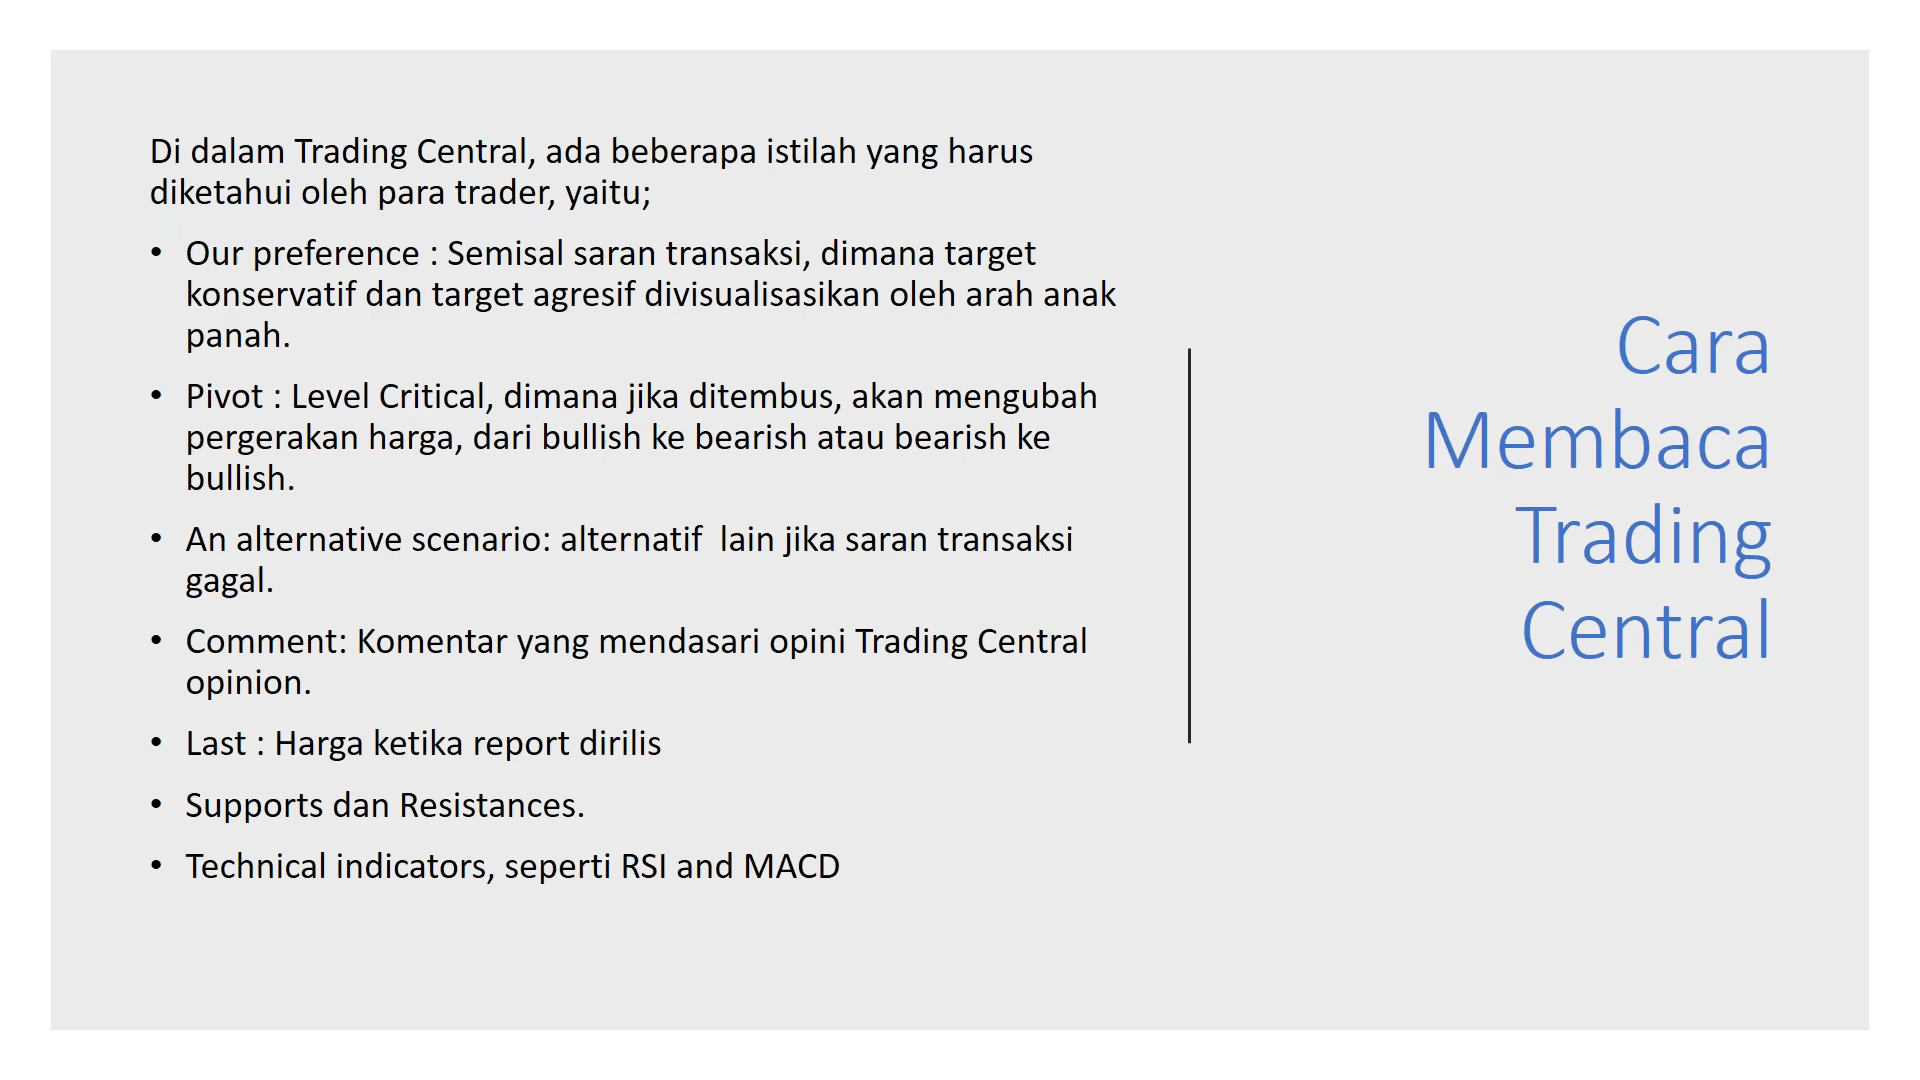 Di dalam Trading Central, ada beberapa istilah yang harus
diketahui oleh para trader, yaitu;
• Our preference : Semisal saran transaksi, dimana target
konservatif dan target agresif divisualisasikan oleh arah anak
panah.
• Pivot : Level Critical, dimana jika ditembus, akan mengubah
pergerakan harga, dari bullish ke bearish atau bearish ke
bullish.
• An alternative scenario: alternatif  lain jika saran transaksi
gagal.
• Comment: Komentar yang mendasari opini Trading Central
opinion.
• Last : Harga ketika report dirilis
• Supports dan Resistances.
• Technical indicators, seperti RSI and MACD
Cara
Membaca
Trading
Central